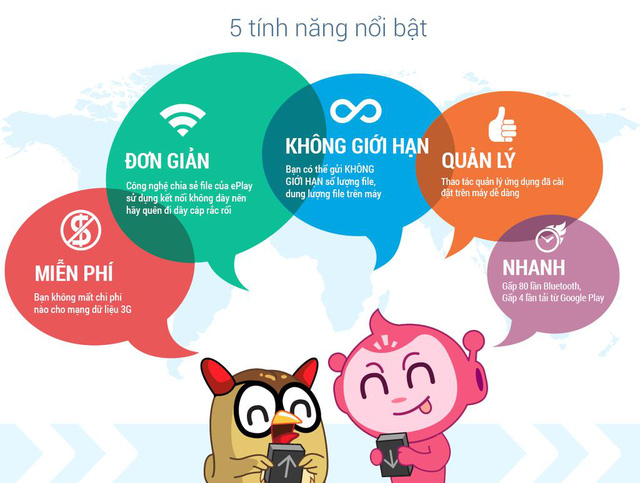 5 tính năng nổi bật
MIỄN PHÍ
Bạn không mất chi phí
nào cho mạng dữ liệu 3G
ĐƠN GIẢN
Công nghệ chia sẻ file của ePlay
sử dụng kết nối không dây nên
hãy quên đi dây cáp rắc rối
KHÔNG GIỚI HẠN
Bạn có thể gửi KHÔNG
GIỚI HẠN số lượng file,
dung lượng file trên máy
QUẢN LÝ
Thao tác quản lý ứng dụng đã cài
đặt trên máy dễ dàng
NHANH
Gấp 80 lần Bluetooth,
Gấp 4 lần tải từ Google Play